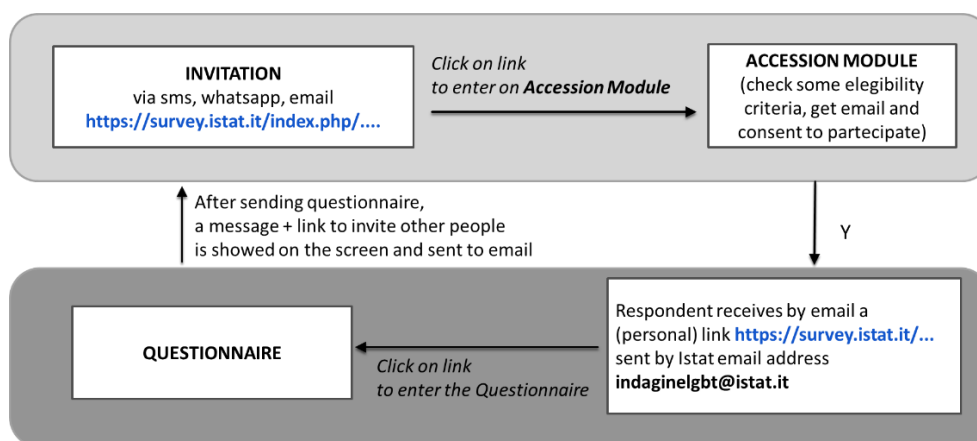 INVITATION
via sms, whatsapp, email
https://survey.istat.it/index.php/....
Click on link
to enter on Accession Module
ACCESSION MODULE
(check some elegibility
criteria, get email and
consent to partecipate)
After sending questionnaire,
a message + link to invite other people
is showed on the screen and sent to email
Y
QUESTIONNAIRE
Click on link
to enter the Questionnaire
Respondent receives by email a
(personal) link https://survey.istat.it/...
sent by Istat email address
indaginelgbt@istat.it